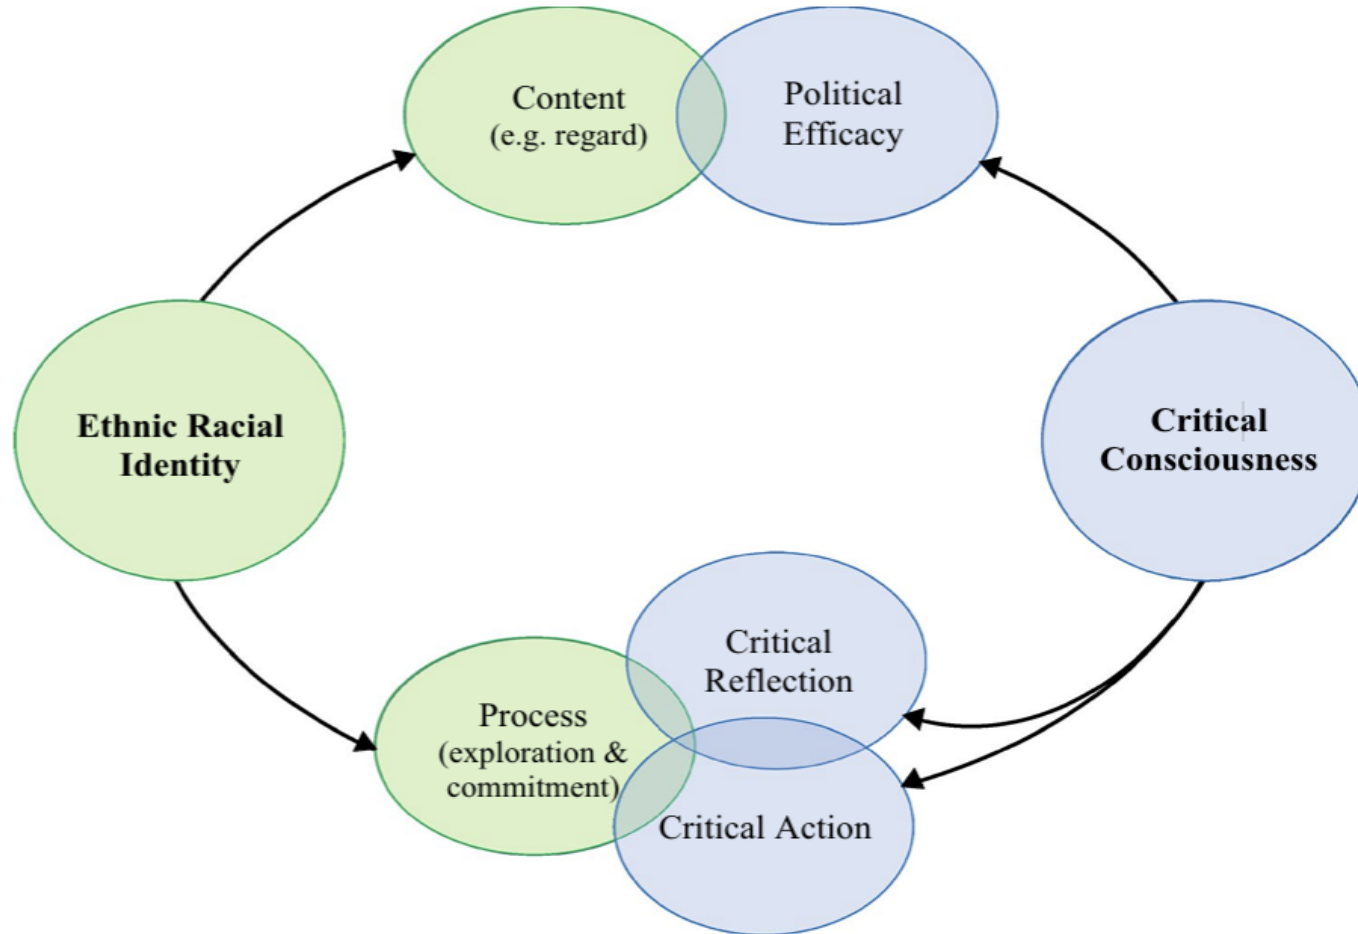 Content
(e.g. regard)
Political
Efficacy
Ethnic Racial
Identity
Critical
Consciousness
Critical
Reflection
Process
(exploration &
commitment)
Critical Action